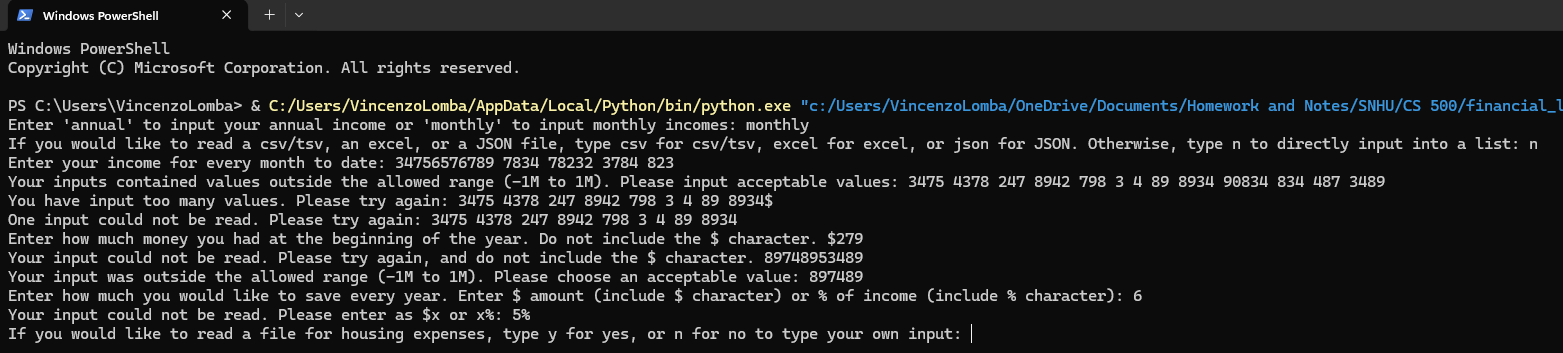 Windows PowerShell
Windows PowerShell
Copyright (C) Microsoft Corporation. All rights reserved.
PS C:\Users\VincenzoLomba> & C:/Users/VincenzoLomba/AppData/Local/Python/bin/python.exe "c:/Users/VincenzoLomba/OneDrive/Documents/Homework and Notes/SNHU/CS 500/financial_l
Enter 'annual' to input your annual income or 'monthly' to input monthly incomes: monthly
If you would like to read a csv/tsv, an excel, or a JSON file, type csv for csv/tsv, excel for excel, or json for JSON. Otherwise, type n to directly input into a list: n
Enter your income for every month to date: 34756576789 7834 78232 3784 823
Your inputs contained values outside the allowed range (-1M to 1M). Please input acceptable values: 3475 4378 247 8942 798 3 4 89 8934 90834 834 487 3489
You have input too many values. Please try again: 3475 4378 247 8942 798 3 4 89 8934$
One input could not be read. Please try again: 3475 4378 247 8942 798 3 4 89 8934
Enter how much money you had at the beginning of the year. Do not include the $ character. $279
Your input could not be read. Please try again, and do not include the $ character. 89748953489
Your input was outside the allowed range (-1M to 1M). Please choose an acceptable value: 897489
Enter how much you would like to save every year. Enter $ amount (include $ character) or % of income (include % character): 6
Your input could not be read. Please enter as $x or x%: 5%
If you would like to read a file for housing expenses, type y for yes, or n for no to type your own input: